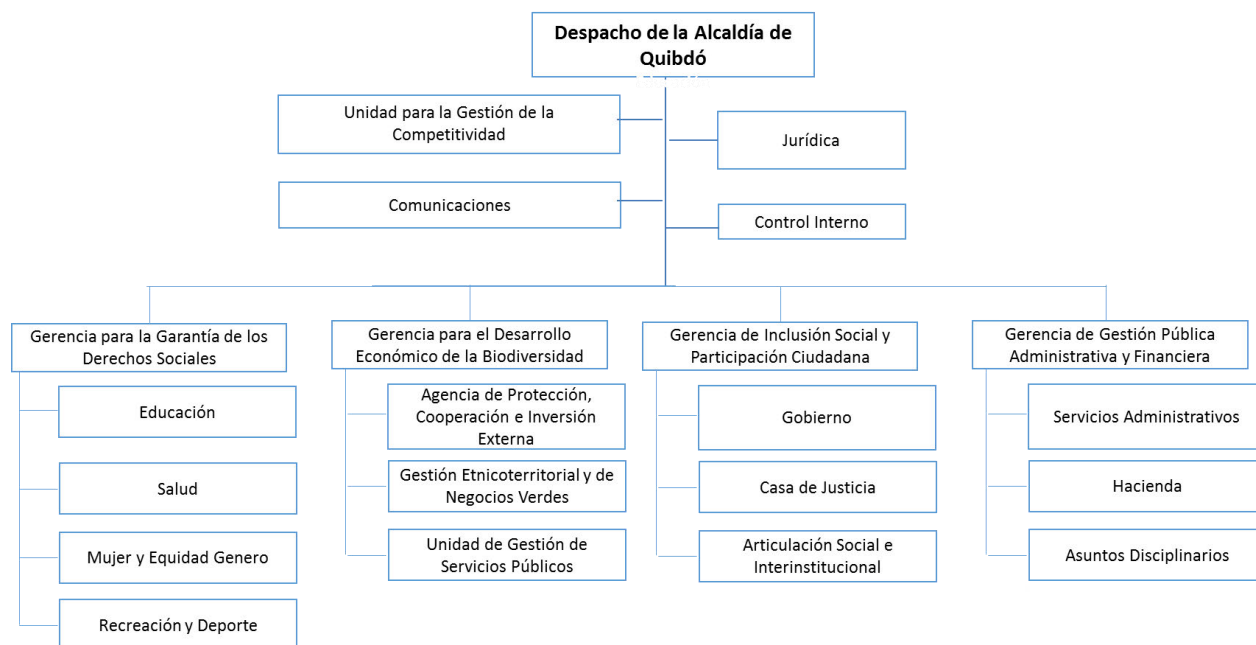 Despacho de la Alcaldía de
Quibdó
Unidad para la Gestión de la
Competitividad
Jurídica
Comunicaciones
Control Interno
Gerencia para la Garantía de los
Derechos Sociales
Educación
Salud
Mujer y Equidad Genero
Recreación y Deporte
Gerencia para el Desarrollo
Económico de la Biodiversidad
Agencia de Protección,
Cooperación e Inversión
Externa
Gestión Etnicoterritorial y de
Negocios Verdes
Unidad de Gestión de
Servicios Públicos
Gerencia de Inclusión Social y
Participación Ciudadana
Gobierno
Casa de Justicia
Articulación Social e
Interinstitucional
Gerencia de Gestión Pública
Administrativa y Financiera
Servicios Administrativos
Hacienda
Asuntos Disciplinarios